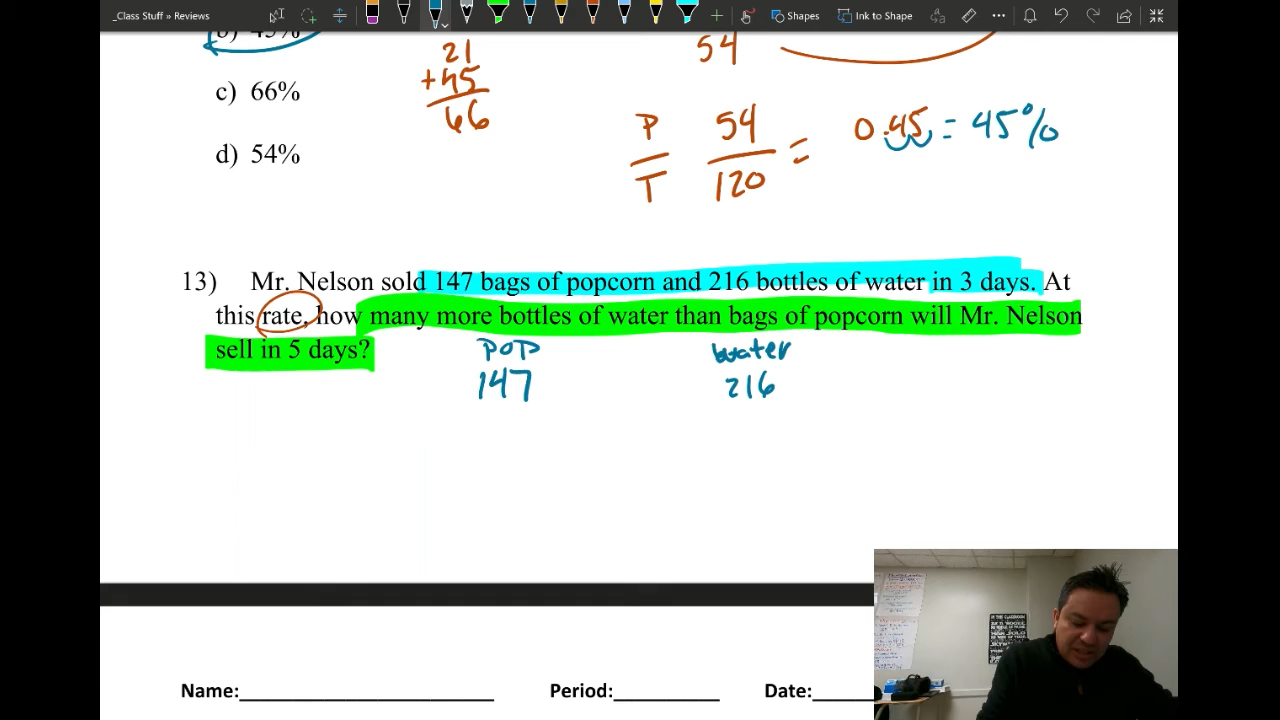 _Class Stuff » Reviews
Shapes
Ink to Shape
b) 45%
c) 66%
d) 54%
21
+45
66
54
P 54
T 120
= 0.45 = 45%
13) Mr. Nelson sold 147 bags of popcorn and 216 bottles of water in 3 days. At
this rate, how many more bottles of water than bags of popcorn will Mr. Nelson
sell in 5 days?
POP water
147 216
Name: Period: Date: